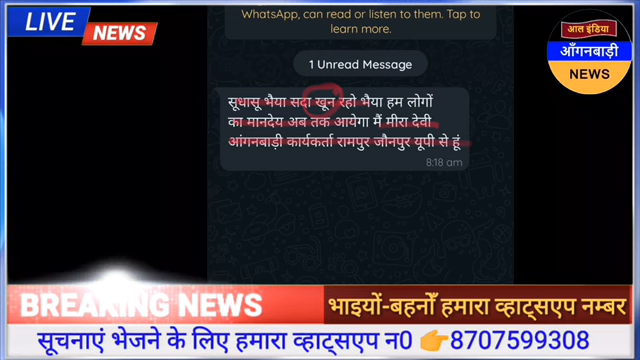 LIVE
NEWS
WhatsApp, can read or listen to them. Tap to
learn more.
आल इंडिया
आँगनबाड़ी
NEWS
1 Unread Message
सूधासू भैया सदा खून रहो भैया हम लोगों
का मानदेय अब तक आयेगा मैं मीरा देवी
आंगनबाड़ी कार्यकर्ता रामपुर जौनपुर यूपी से हूं
8:18 am
BREAKING NEWS
भाइयों-बहनोँ हमारा व्हाट्सएप नम्बर
सूचनाएं भेजने के लिए हमारा व्हाट्सएप न0 👉8707599308